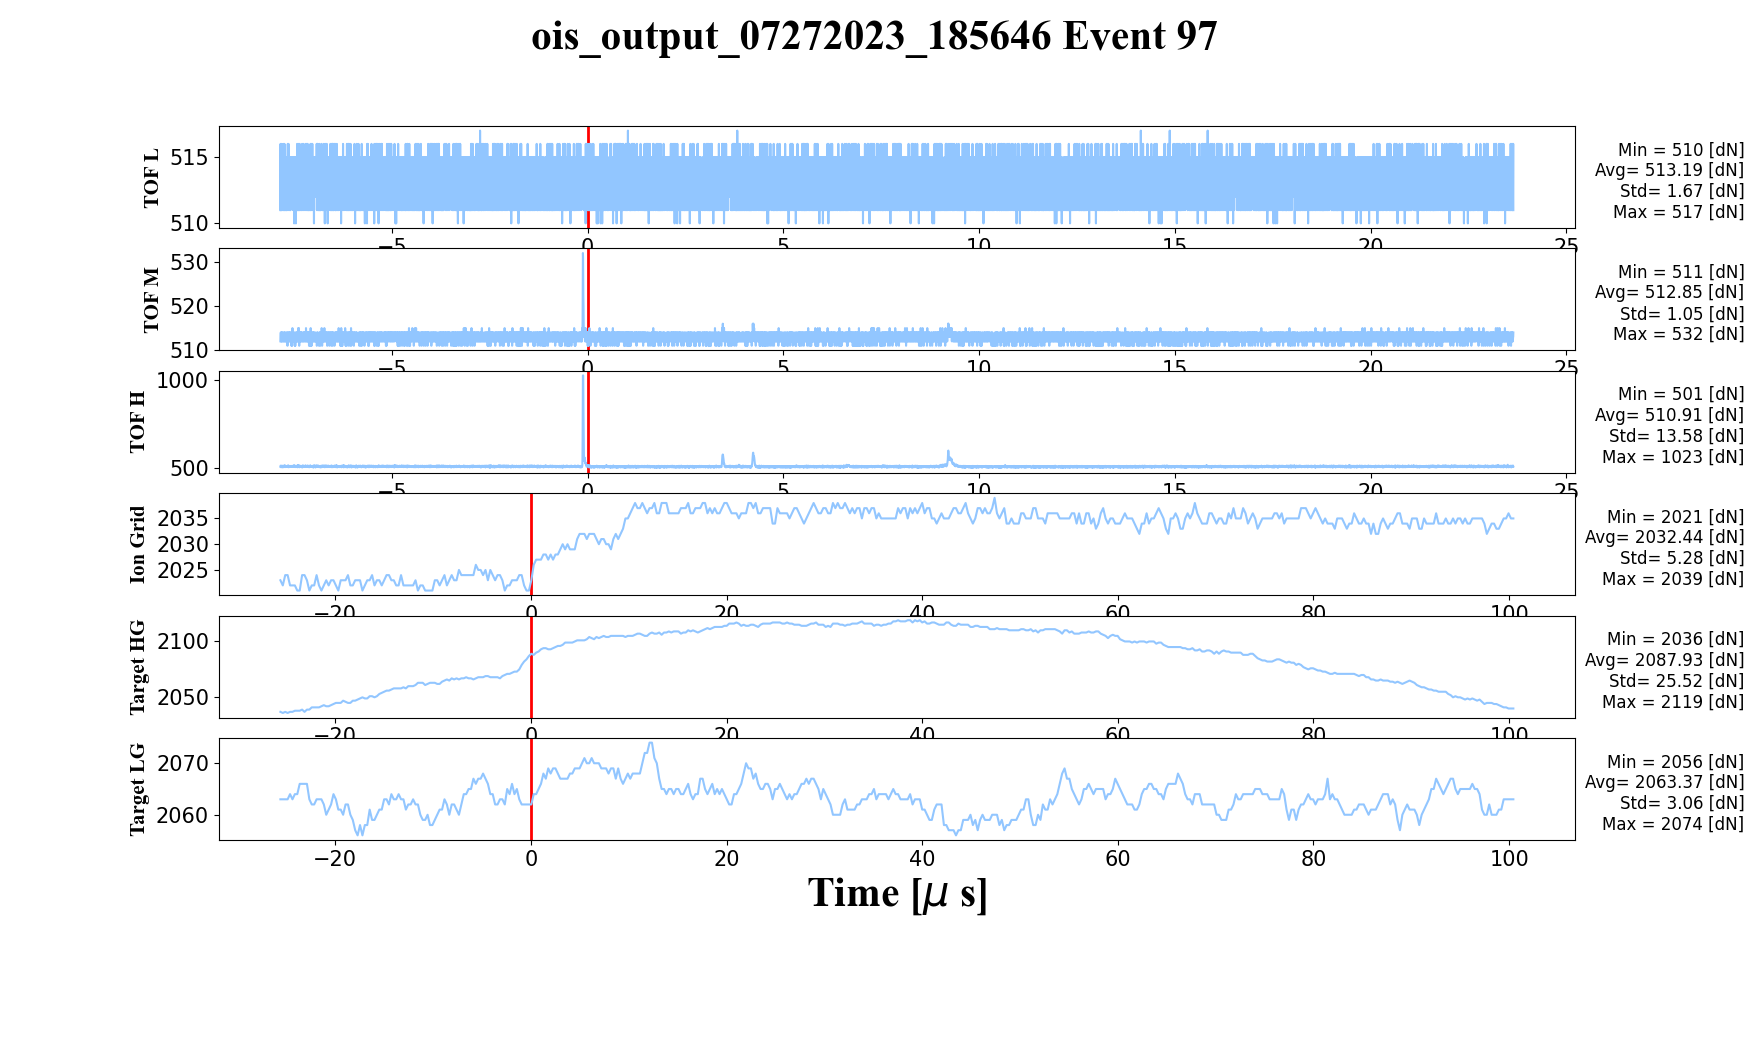 ois_output_07272023_185646 Event 97
TOF L
515
510
−5
0
5
10
15
20
25
Min = 510 [dN]
Avg= 513.19 [dN]
Std= 1.67 [dN]
Max = 517 [dN]
TOF M
530
520
510
−5
0
5
10
15
20
25
Min = 511 [dN]
Avg= 512.85 [dN]
Std= 1.05 [dN]
Max = 532 [dN]
TOF H
1000
500
−5
0
5
10
15
20
25
Min = 501 [dN]
Avg= 510.91 [dN]
Std= 13.58 [dN]
Max = 1023 [dN]
Ion Grid
2035
2030
2025
−20
0
20
40
60
80
100
Min = 2021 [dN]
Avg= 2032.44 [dN]
Std= 5.28 [dN]
Max = 2039 [dN]
Target HG
2100
2050
−20
0
20
40
60
80
100
Min = 2036 [dN]
Avg= 2087.93 [dN]
Std= 25.52 [dN]
Max = 2119 [dN]
Target LG
2070
2060
−20
0
20
40
60
80
100
Min = 2056 [dN]
Avg= 2063.37 [dN]
Std= 3.06 [dN]
Max = 2074 [dN]
Time [μ s]